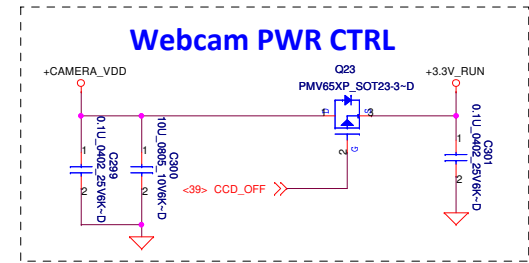 Webcam PWR CTRL
+CAMERA_VDD
Q23
PMV65XP_SOT23-3~D
+3.3V_RUN
1
D
S
3
G
2
1
2
C299
0.1U_0402_25V6K~D
1
2
C300
10U_0805_10V6K~D
<39> CCD_OFF
1
2
C301
0.1U_0402_25V6K~D